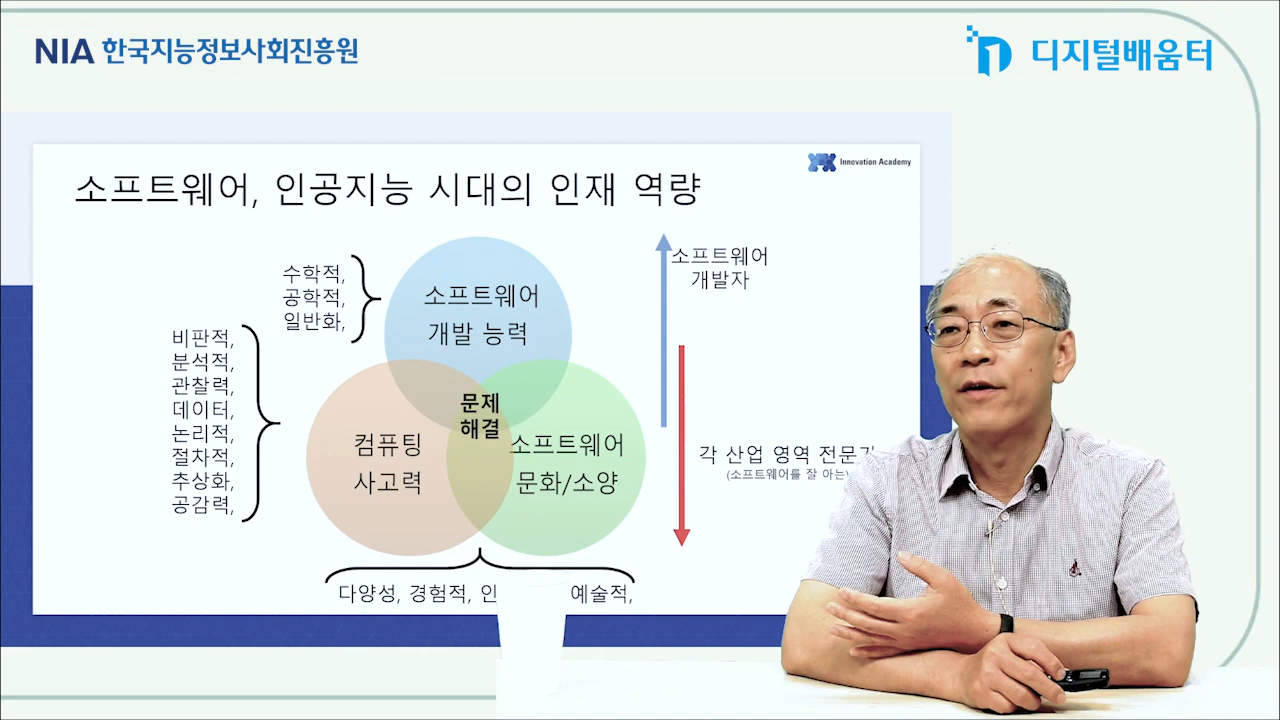 NIA 한국지능정보사회진흥원
디지털배움터
Innovation Academy
소프트웨어, 인공지능 시대의 인재 역량
수학적,
공학적,
일반화,
비판적,
분석적,
관찰력,
데이터,
논리적,
절차적,
추상화,
공감력,
소프트웨어
개발 능력
문제
해결
컴퓨팅
사고력
소프트웨어
문화/소양
소프트웨어
개발자
각 산업 영역 전문가
(소프트웨어를 잘 아는)
다양성, 경험적, 인 예술적,